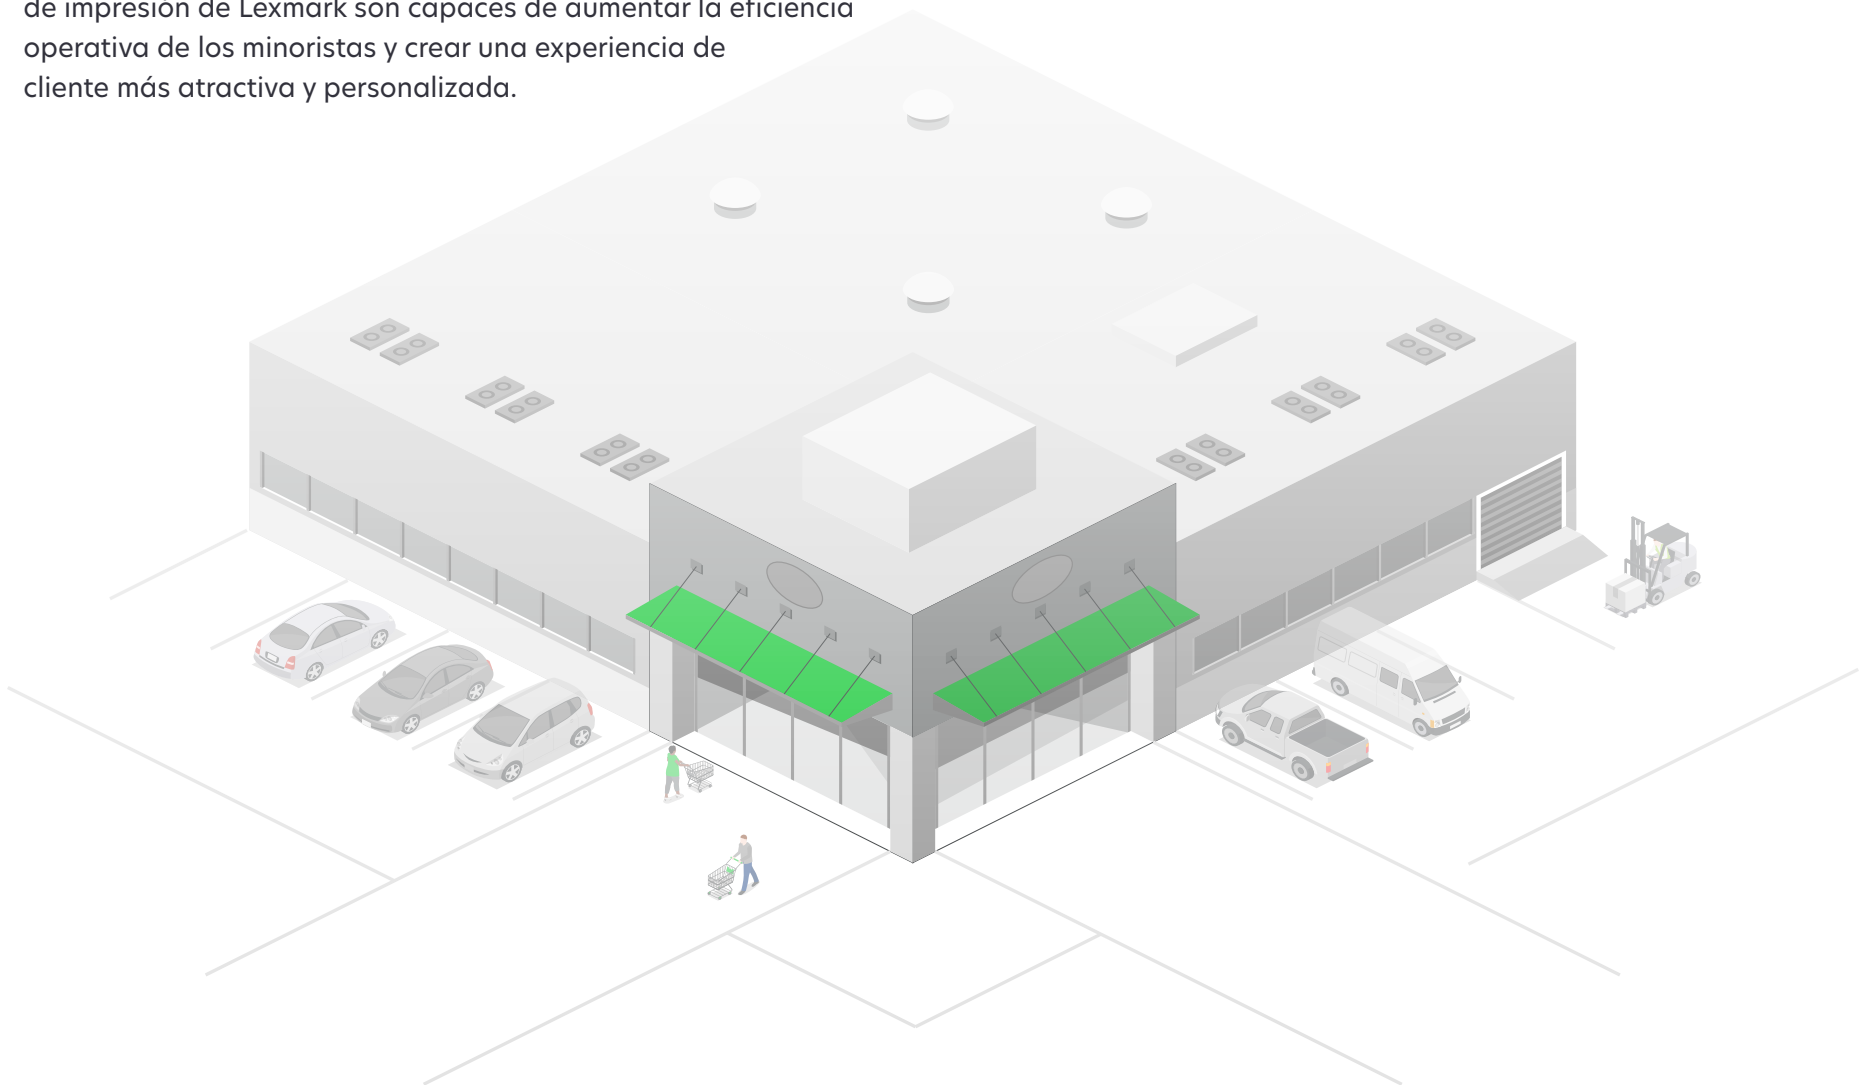 de impresión de Lexmark son capaces de aumentar la eficiencia
operativa de los minoristas y crear una experiencia de
cliente más atractiva y personalizada.